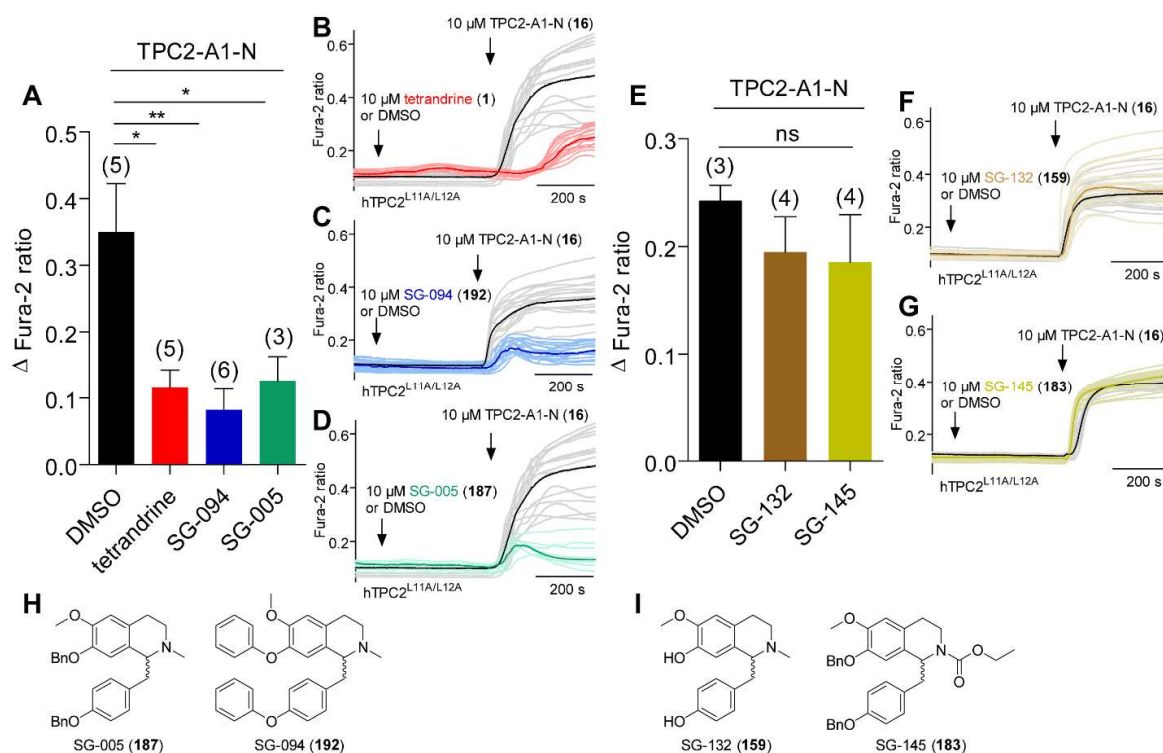 A
TPC2-A1-N
*
**
*
(5)
(5)
(6)
(3)
Δ Fura-2 ratio
0.5
0.4
0.3
0.2
0.1
0.0
DMSO
tetrandrine
SG-094
SG-005
B
10 µM TPC2-A1-N (16)
10 µM tetrandrine (1)
or DMSO
Fura-2 ratio
0.6
0.4
0.2
hTPC2L11A/L12A
200 s
C
10 µM TPC2-A1-N (16)
10 µM SG-094 (192)
or DMSO
Fura-2 ratio
0.6
0.4
0.2
hTPC2L11A/L12A
200 s
D
10 µM TPC2-A1-N (16)
10 µM SG-005 (187)
or DMSO
Fura-2 ratio
0.6
0.4
0.2
hTPC2L11A/L12A
200 s
E
TPC2-A1-N
ns
(3)
(4)
(4)
Δ Fura-2 ratio
0.3
0.2
0.1
0.0
DMSO
SG-132
SG-145
F
10 µM TPC2-A1-N (16)
10 µM SG-132 (159)
or DMSO
Fura-2 ratio
0.6
0.4
0.2
hTPC2L11A/L12A
200 s
G
10 µM TPC2-A1-N (16)
10 µM SG-145 (183)
or DMSO
Fura-2 ratio
0.6
0.4
0.2
hTPC2L11A/L12A
200 s
H
O
BnO
N
BnO
SG-005 (187)
O
O
N
O
SG-094 (192)
I
O
HO
N
HO
SG-132 (159)
O
BnO
N
O
O
BnO
SG-145 (183)